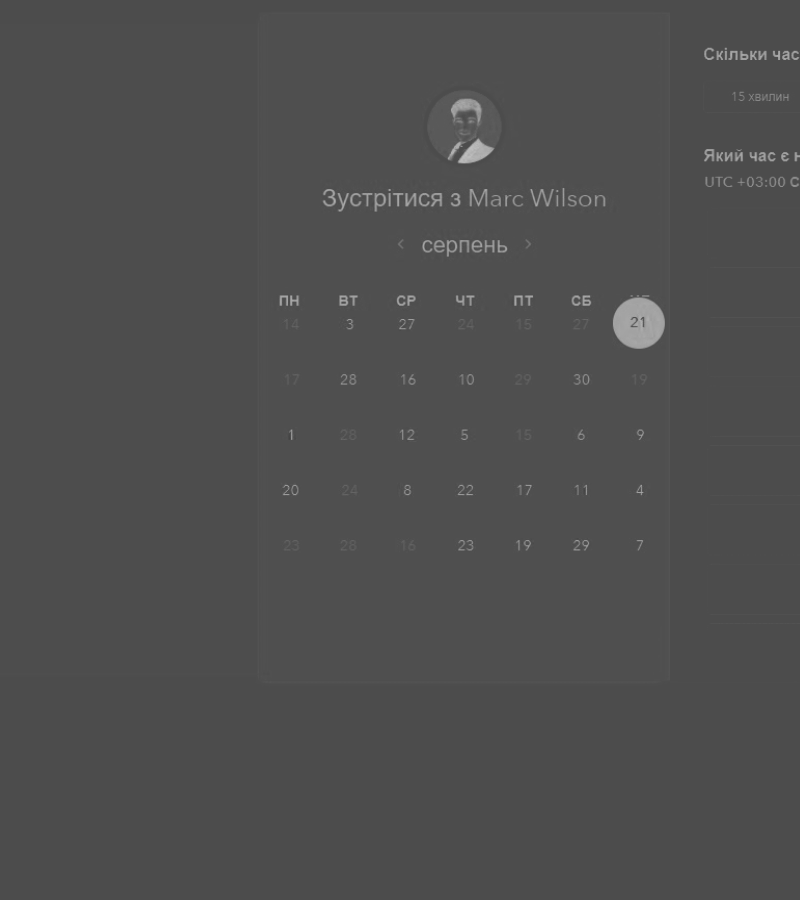 Скільки час
15 хвилин
Який час є н
UTC +03:00 С
Зустрітися з Marc Wilson
серпень
ПН ВТ СР ЧТ ПТ СБ
14 3 27 24 15 27 21
17 28 16 10 29 30 19
1 28 12 5 15 6 9
20 24 8 22 17 11 4
23 28 16 23 19 29 7